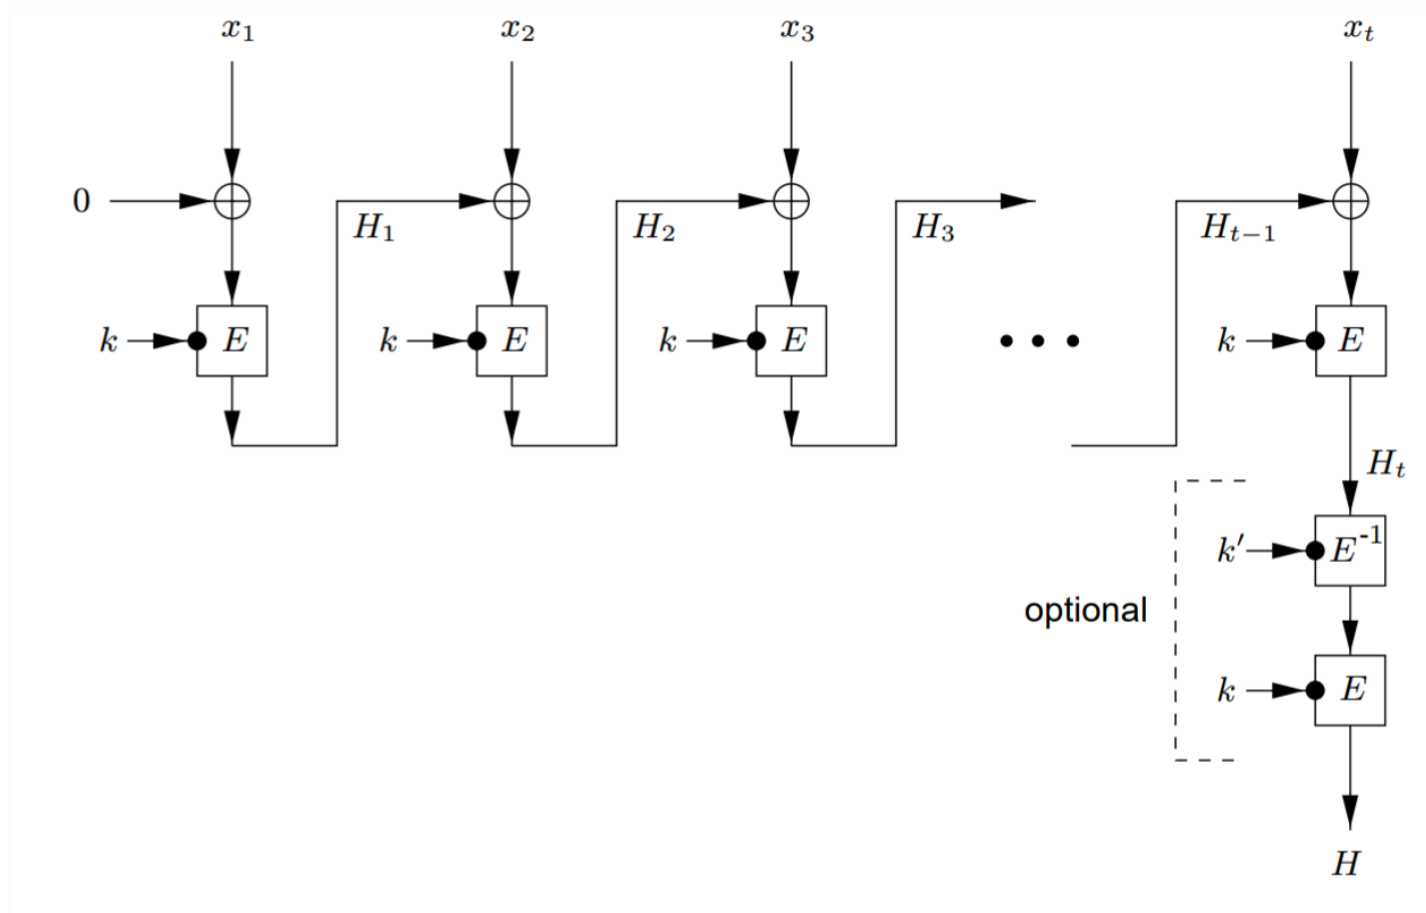 x₁ x₂ x₃ xₜ
0 H₁ H₂ H₃ Hₜ₋₁
k E k E k E • • • k E
Hₜ
k′ E⁻¹
optional
k E
H